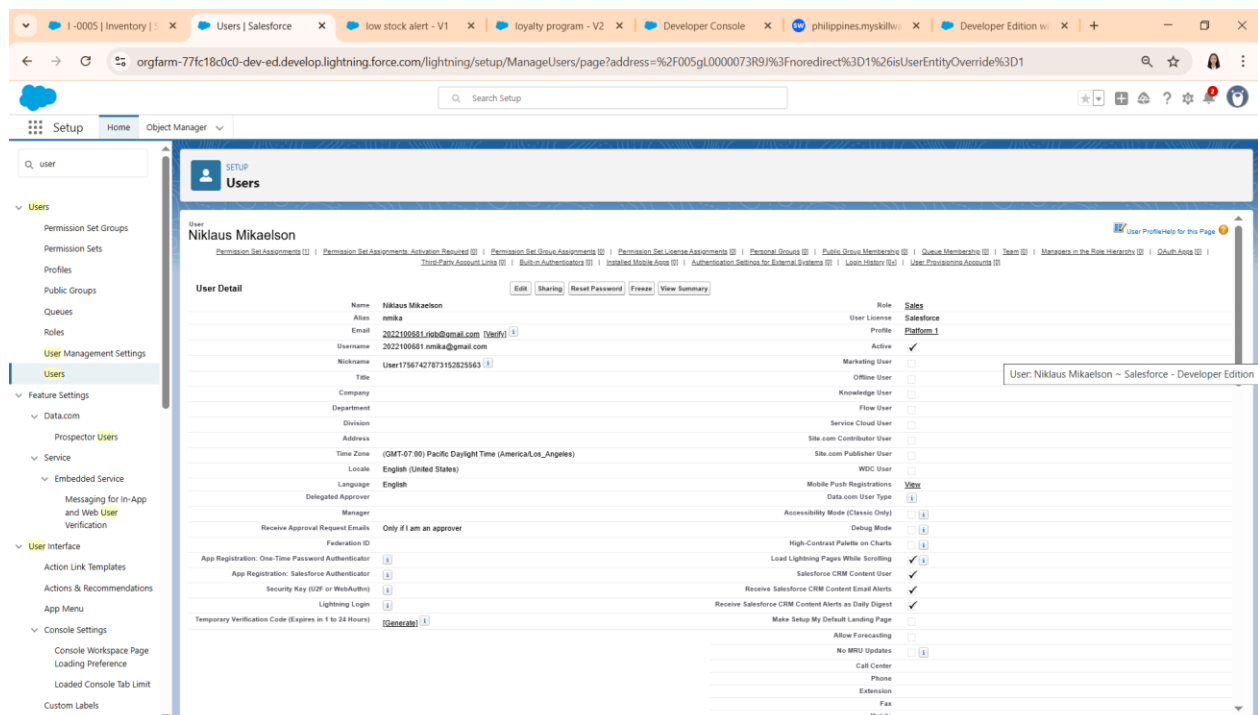 I -0005 | Inventory | S
Users | Salesforce
low stock alert - V1
loyalty program - V2
Developer Console
philippines.myskillwa
Developer Edition wi
orgfarm-77fc18c0c0-dev-ed.develop.lightning.force.com/lightning/setup/ManageUsers/page?address=%2F005gL0000073R9J%3Fnoredirect%3D1%26isUserEntityOverride%3D1
Search Setup
2
Setup
Home
Object Manager
user
Users
Permission Set Groups
Permission Sets
Profiles
Public Groups
Queues
Roles
User Management Settings
Users
Feature Settings
Data.com
Prospector Users
Service
Embedded Service
Messaging for In-App
and Web User
Verification
User Interface
Action Link Templates
Actions & Recommendations
App Menu
Console Settings
Console Workspace Page
Loading Preference
Loaded Console Tab Limit
Custom Labels
SETUP
Users
User
Niklaus Mikaelson
User Profile Help for this Page
Permission Set Assignments [1] | Permission Set Assignments: Activation Required [0] | Permission Set Group Assignments [0] | Permission Set License Assignments [0] | Personal Groups [0] | Public Group Membership [0] | Queue Membership [0] | Team [0] | Managers in the Role Hierarchy [0] | OAuth Apps [0] |
Third-Party Account Links [0] | Built-in Authenticators [0] | Installed Mobile Apps [0] | Authentication Settings for External Systems [0] | Login History [0+] | User Provisioning Accounts [0]
User Detail
Edit Sharing Reset Password Freeze View Summary
Name Niklaus Mikaelson
Alias nmika
Email 2022100681.rjob@gmail.com [Verify]
Username 2022100681.nmika@gmail.com
Nickname User17567427873152825563
Title
Company
Department
Division
Address
Time Zone (GMT-07:00) Pacific Daylight Time (America/Los_Angeles)
Locale English (United States)
Language English
Delegated Approver
Manager
Receive Approval Request Emails Only if I am an approver
Federation ID
App Registration: One-Time Password Authenticator
App Registration: Salesforce Authenticator
Security Key (U2F or WebAuthn)
Lightning Login
Temporary Verification Code (Expires in 1 to 24 Hours) [Generate]
Role Sales
User License Salesforce
Profile Platform 1
Active
Marketing User
Offline User
Knowledge User
Flow User
Service Cloud User
Site.com Contributor User
Site.com Publisher User
WDC User
Mobile Push Registrations View
Data.com User Type
Accessibility Mode (Classic Only)
Debug Mode
High-Contrast Palette on Charts
Load Lightning Pages While Scrolling
Salesforce CRM Content User
Receive Salesforce CRM Content Email Alerts
Receive Salesforce CRM Content Alerts as Daily Digest
Make Setup My Default Landing Page
Allow Forecasting
No MRU Updates
Call Center
Phone
Extension
Fax
User: Niklaus Mikaelson ~ Salesforce - Developer Edition